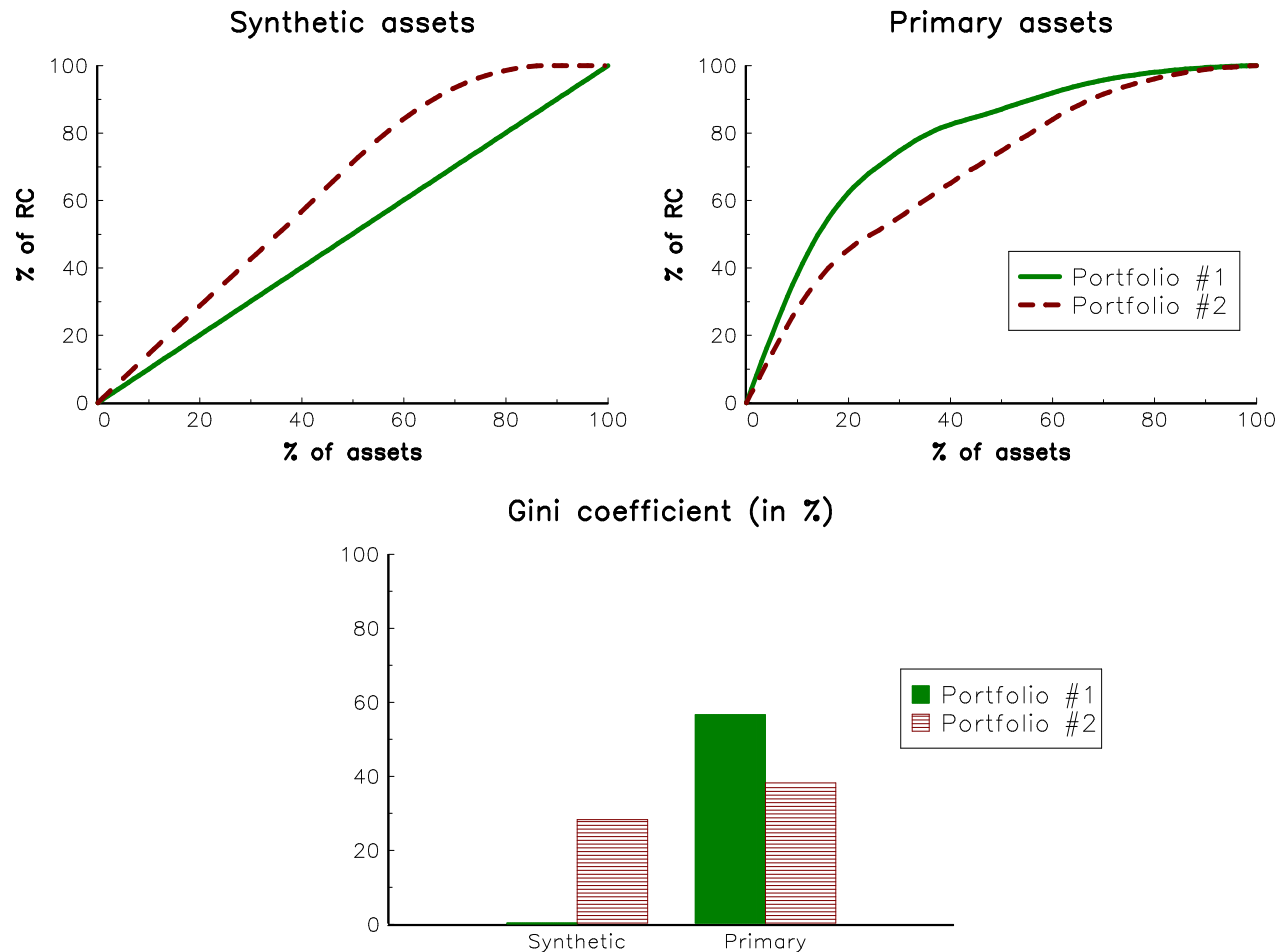 Synthetic assets
% of RC
100
80
60
40
20
0
0 20 40 60 80 100
% of assets
Primary assets
% of RC
100
80
60
40
20
0
0 20 40 60 80 100
% of assets
Portfolio #1
Portfolio #2
Gini coefficient (in %)
100
80
60
40
20
0
Synthetic Primary
Portfolio #1
Portfolio #2